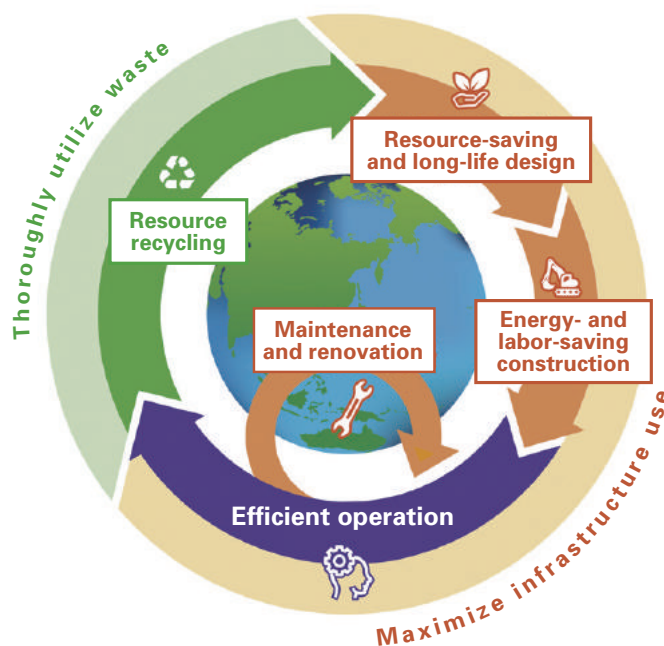 Thoroughly utilize waste
Resource-saving
and long-life design
Resource
recycling
Energy- and
labor-saving
construction
Maintenance
and renovation
Efficient operation
Maximize infrastructure use